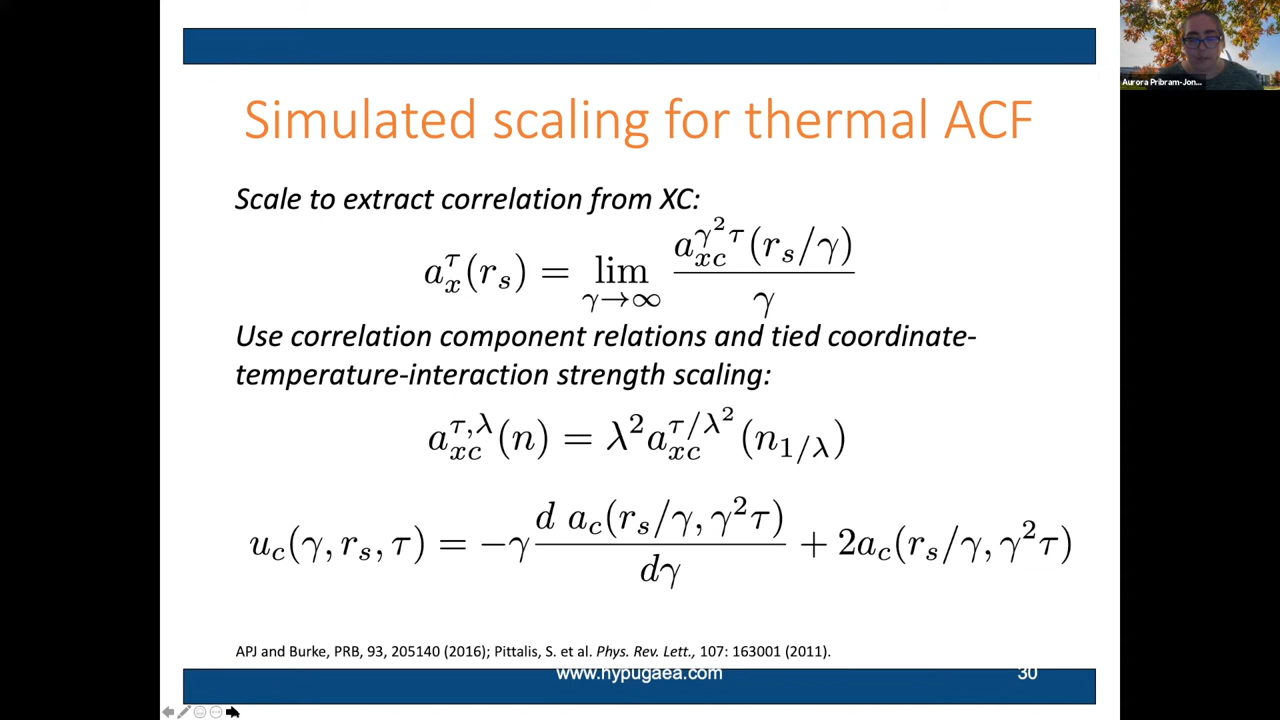 Aurora Pribram-Jon...
Simulated scaling for thermal ACF
Scale to extract correlation from XC:
a_x^τ(r_s) = lim_{γ→∞} a_{xc}^{γ²τ}(r_s/γ) / γ
Use correlation component relations and tied coordinate-
temperature-interaction strength scaling:
a_{xc}^{τ,λ}(n) = λ² a_{xc}^{τ/λ²}(n_{1/λ})
u_c(γ, r_s, τ) = −γ d a_c(r_s/γ, γ²τ) / dγ + 2a_c(r_s/γ, γ²τ)
APJ and Burke, PRB, 93, 205140 (2016); Pittalis, S. et al. Phys. Rev. Lett., 107: 163001 (2011).
www.hypugaea.com
30